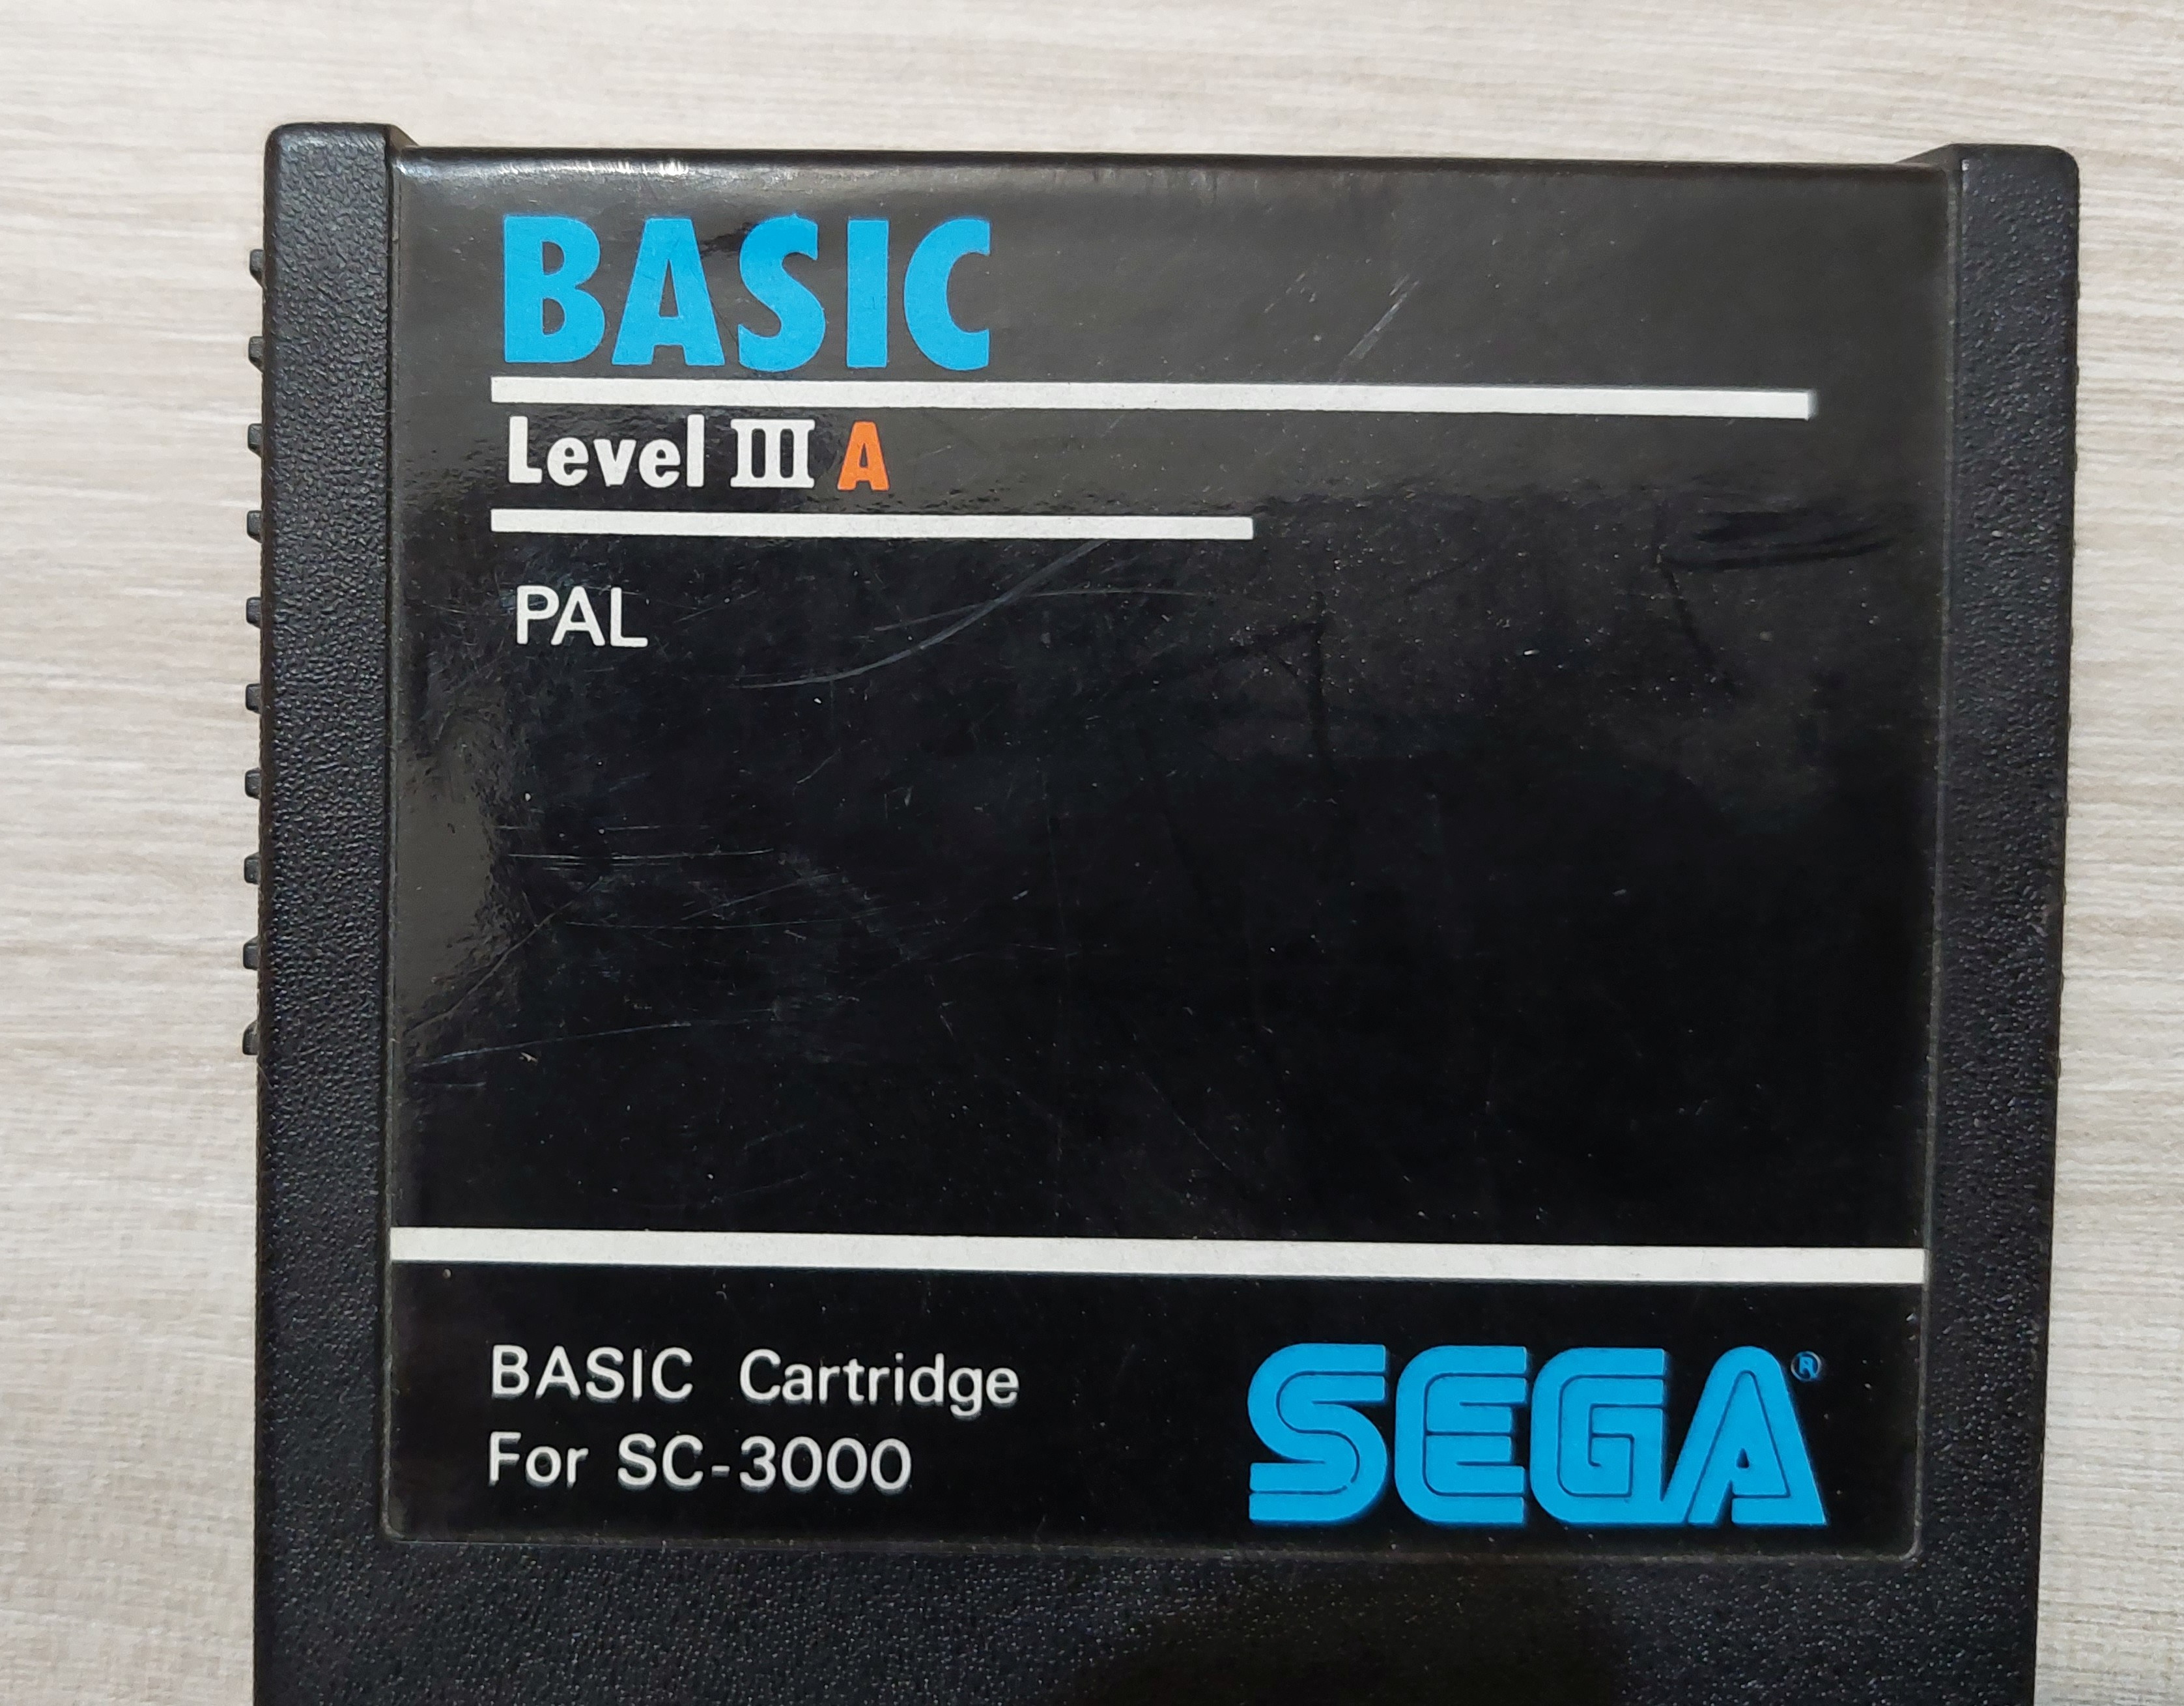 BASIC
Level III A
PAL
BASIC Cartridge
For SC-3000
SEGA®